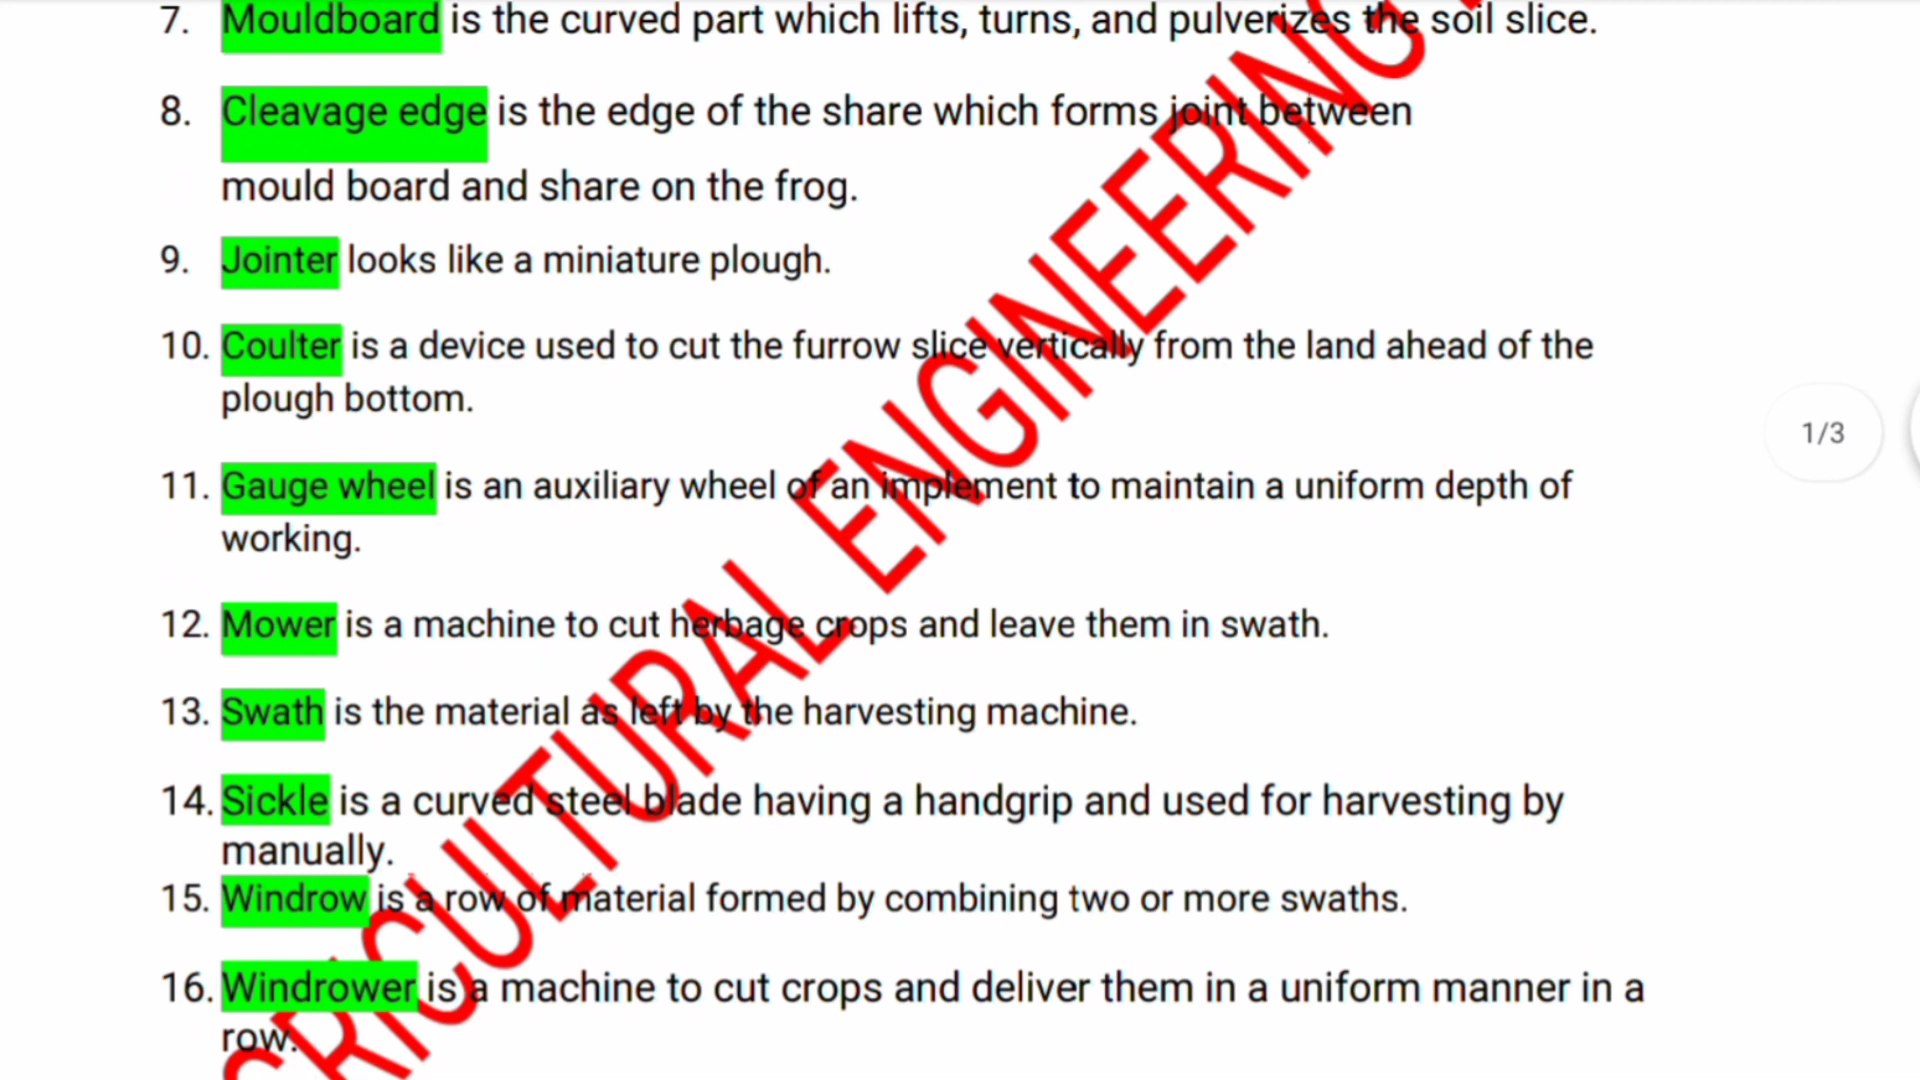 7. Mouldboard is the curved part which lifts, turns, and pulverizes the soil slice.
8. Cleavage edge is the edge of the share which forms joint between
mould board and share on the frog.
9. Jointer looks like a miniature plough.
10. Coulter is a device used to cut the furrow slice vertically from the land ahead of the
plough bottom.
1/3
11. Gauge wheel is an auxiliary wheel of an implement to maintain a uniform depth of
working.
12. Mower is a machine to cut herbage crops and leave them in swath.
13. Swath is the material as left by the harvesting machine.
14. Sickle is a curved steel blade having a handgrip and used for harvesting by
manually.
15. Windrow is a row of material formed by combining two or more swaths.
16. Windrower is a machine to cut crops and deliver them in a uniform manner in a
row.
GRICULTURAL ENGINEERING